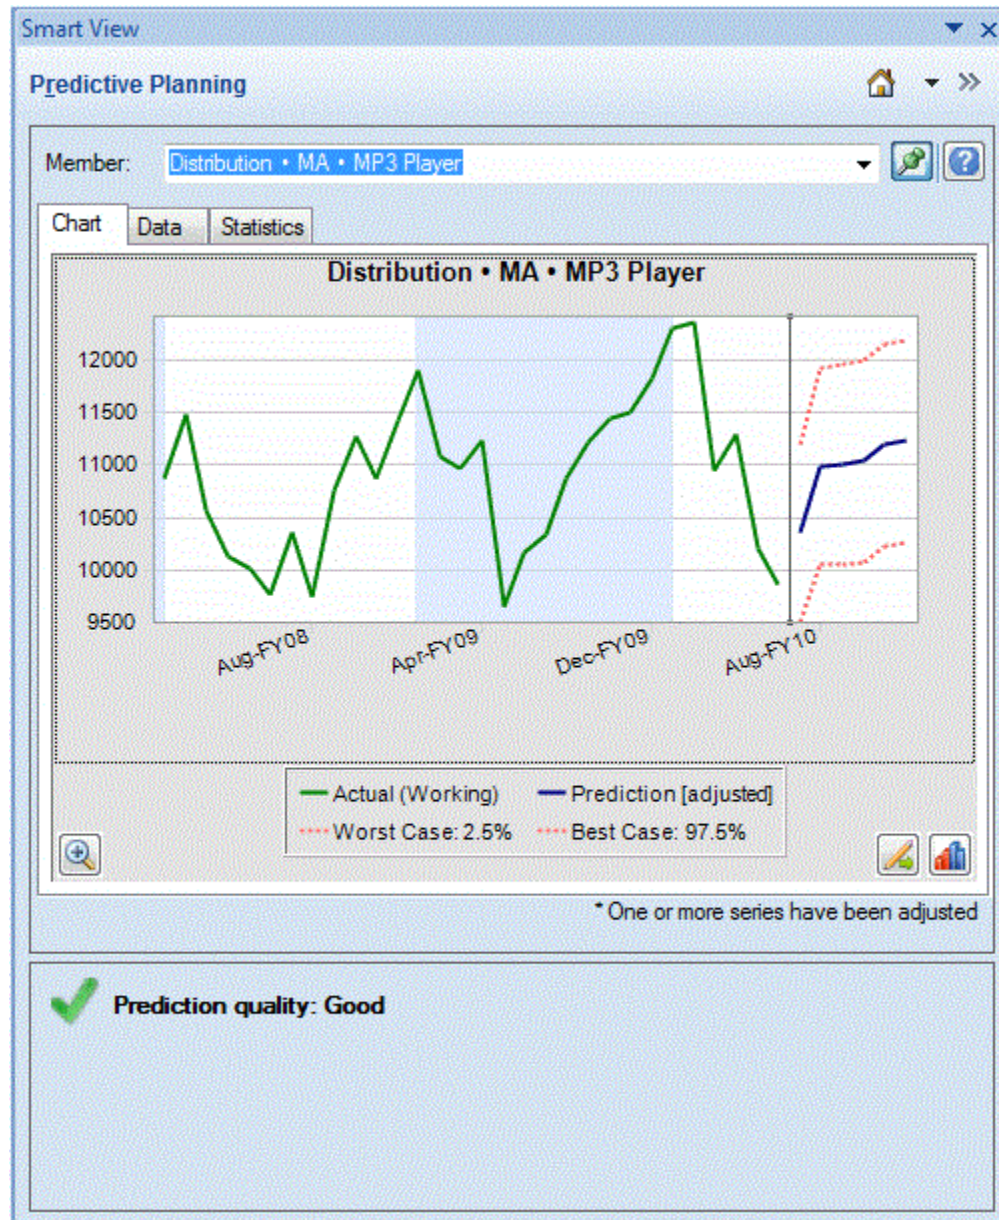 Smart View
Predictive Planning
Member: Distribution • MA • MP3 Player
Chart Data Statistics
Distribution • MA • MP3 Player
12000
11500
11000
10500
10000
9500
Aug-FY08 Apr-FY09 Dec-FY09 Aug-FY10
Actual (Working) Prediction [adjusted]
Worst Case: 2.5% Best Case: 97.5%
* One or more series have been adjusted
Prediction quality: Good